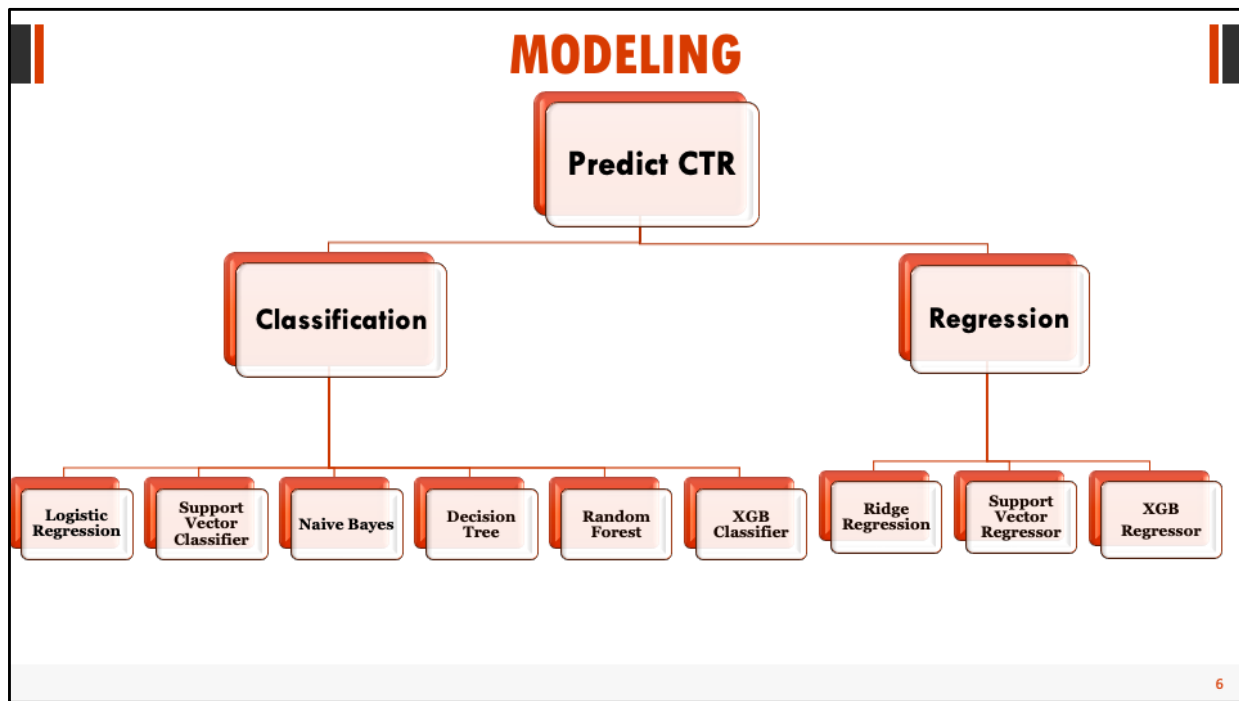 MODELING
Predict CTR
Classification
Regression
Logistic
Regression
Support
Vector
Classifier
Naive Bayes
Decision
Tree
Random
Forest
XGB
Classifier
Ridge
Regression
Support
Vector
Regressor
XGB
Regressor
6